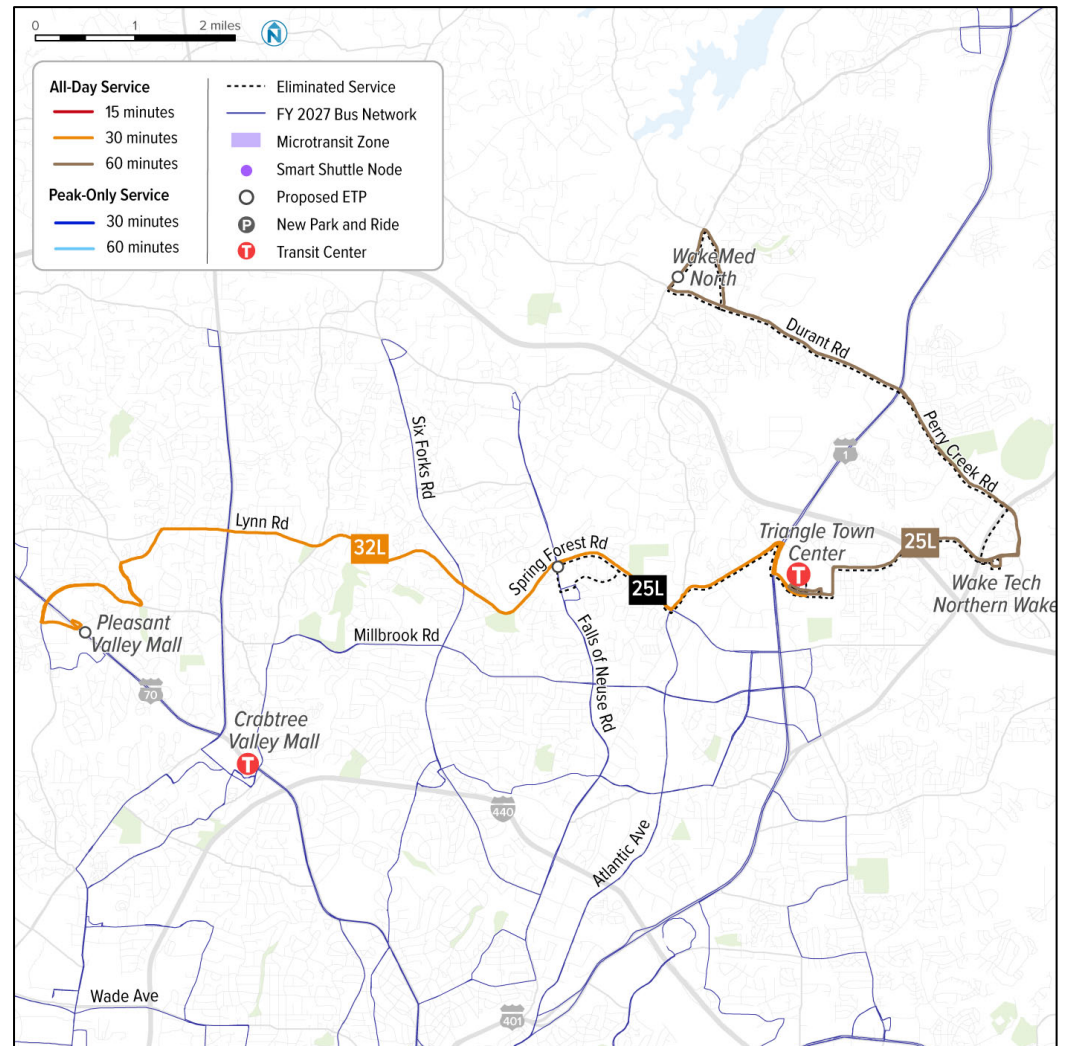 0 1 2 miles
N
All-Day Service
15 minutes
30 minutes
60 minutes
Peak-Only Service
30 minutes
60 minutes
Eliminated Service
FY 2027 Bus Network
Microtransit Zone
Smart Shuttle Node
Proposed ETP
P New Park and Ride
T Transit Center
WakeMed
North
Durant Rd
Perry Creek Rd
1
Six Forks Rd
Lynn Rd
32L
Spring Forest Rd
25L
Triangle Town
Center
T
25L
Wake Tech
Northern Wake
Pleasant
Valley Mall
Millbrook Rd
Falls of Neuse Rd
70
Crabtree
Valley Mall
T
440
Atlantic Ave
Wade Ave
401